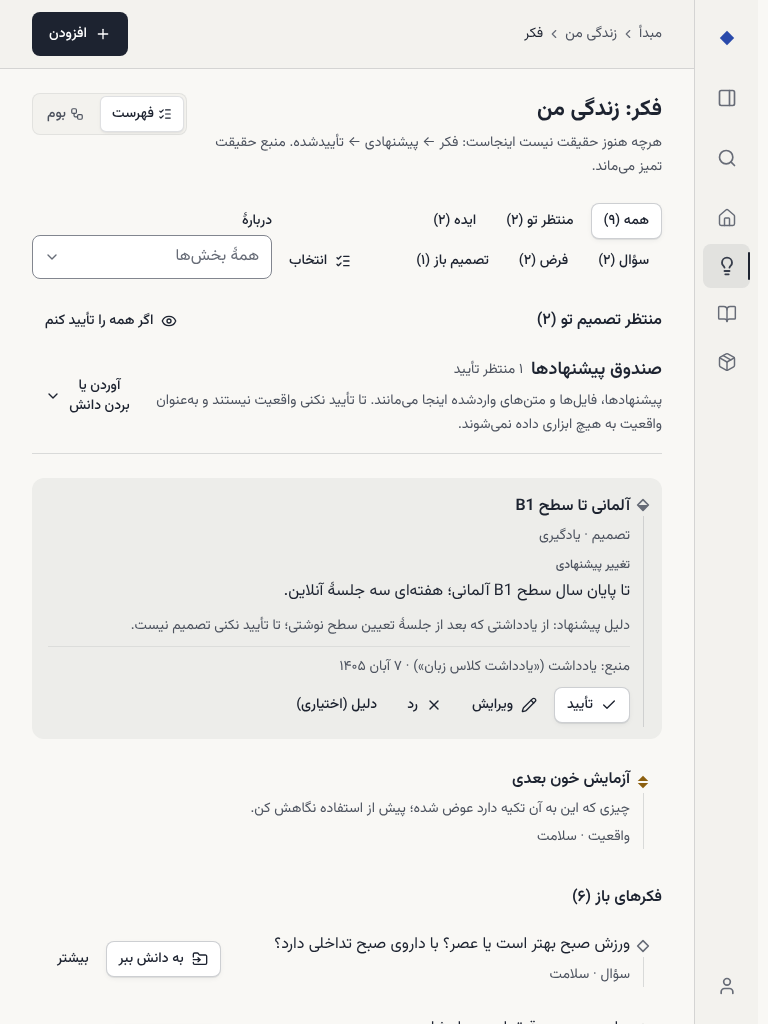 مبدأ › زندگی من › فکر
افزودن
فکر: زندگی من
فهرست
بوم
هرچه هنوز حقیقت نیست اینجاست: فکر ← پیشنهادی ← تأییدشده. منبع حقیقت
تمیز می‌ماند.
همه (۹)
منتظر تو (۲)
ایده (۲)
سؤال (۲)
فرض (۲)
تصمیم باز (۱)
انتخاب
دربارهٔ
همهٔ بخش‌ها
منتظر تصمیم تو (۲)
اگر همه را تأیید کنم
صندوق پیشنهادها ۱ منتظر تأیید
پیشنهادها، فایل‌ها و متن‌های واردشده اینجا می‌مانند. تا تأیید نکنی واقعیت نیستند و به‌عنوان
واقعیت به هیچ ابزاری داده نمی‌شوند.
آوردن یا
بردن دانش
آلمانی تا سطح B1
تصمیم · یادگیری
تغییر پیشنهادی
تا پایان سال سطح B1 آلمانی؛ هفته‌ای سه جلسهٔ آنلاین.
دلیل پیشنهاد: از یادداشتی که بعد از جلسهٔ تعیین سطح نوشتی؛ تا تأیید نکنی تصمیم نیست.
منبع: یادداشت («یادداشت کلاس زبان») · ۷ آبان ۱۴۰۵
تأیید
ویرایش
رد
دلیل (اختیاری)
آزمایش خون بعدی
چیزی که این به آن تکیه دارد عوض شده؛ پیش از استفاده نگاهش کن.
واقعیت · سلامت
فکرهای باز (۶)
ورزش صبح بهتر است یا عصر؟ با داروی صبح تداخلی دارد؟
سؤال · سلامت
به دانش ببر
بیشتر